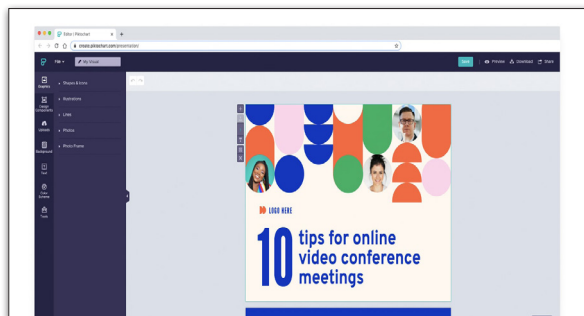 Editor | Piktochart
create.piktochart.com/presentation/
File
My Visual
Save
Preview
Download
Share
Graphics
Shapes & Icons
Illustrations
Lines
Photos
Photo Frame
Design
Components
Uploads
Background
Text
Color
Scheme
Tools
LOGO HERE
10 tips for online
video conference
meetings